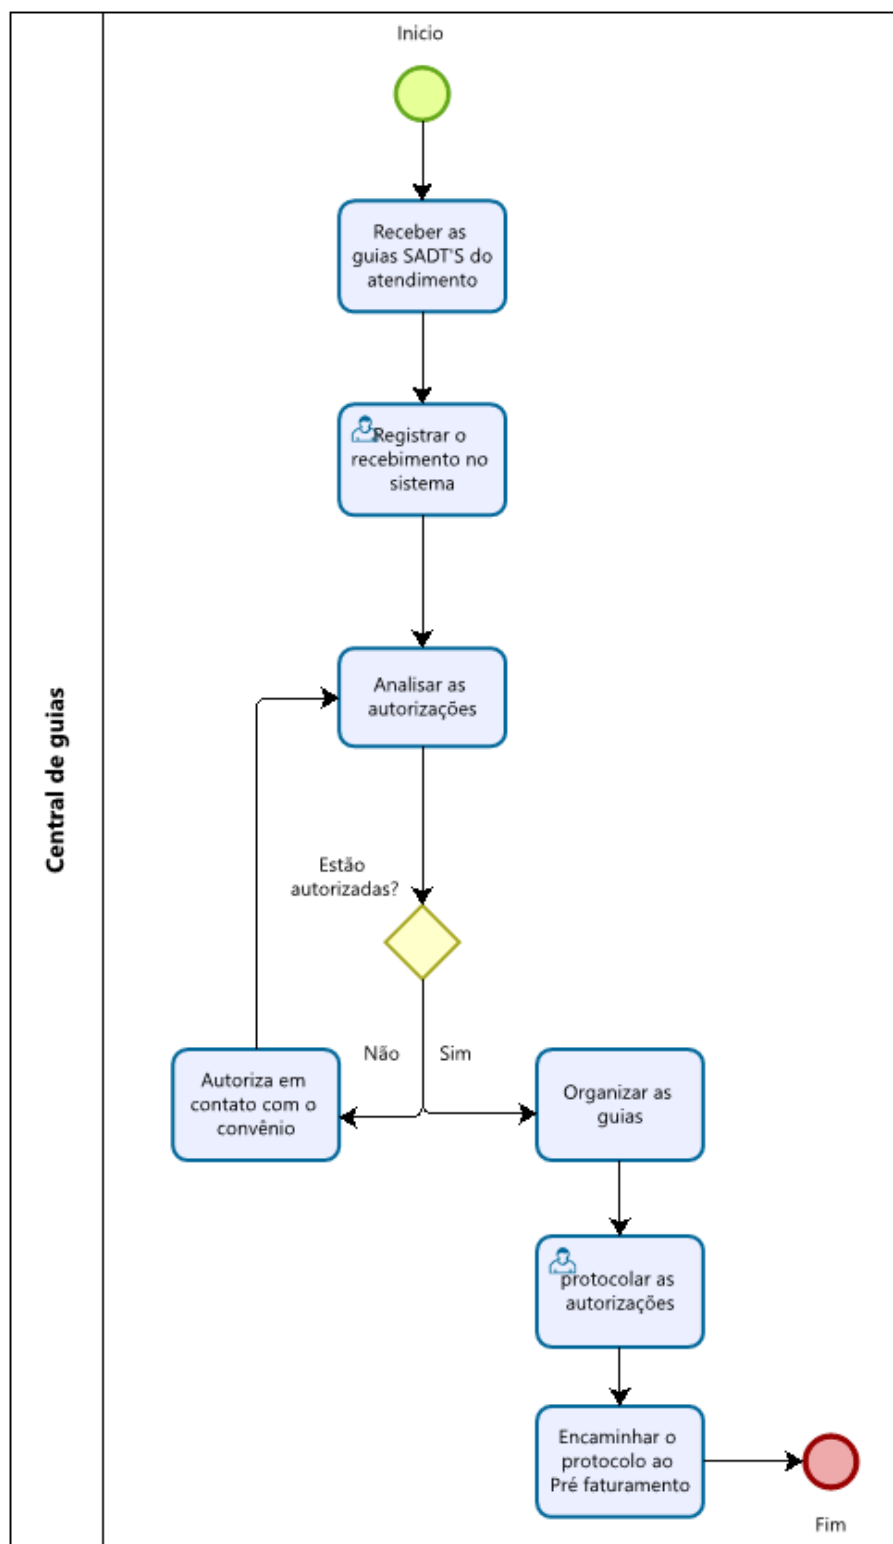 Inicio
Receber as
guias SADT'S do
atendimento
Registrar o
recebimento no
sistema
Analisar as
autorizações
Central de guias
Estão
autorizadas?
Não
Sim
Autoriza em
contato com o
convênio
Organizar as
guias
protocolar as
autorizações
Encaminhar o
protocolo ao
Pré faturamento
Fim